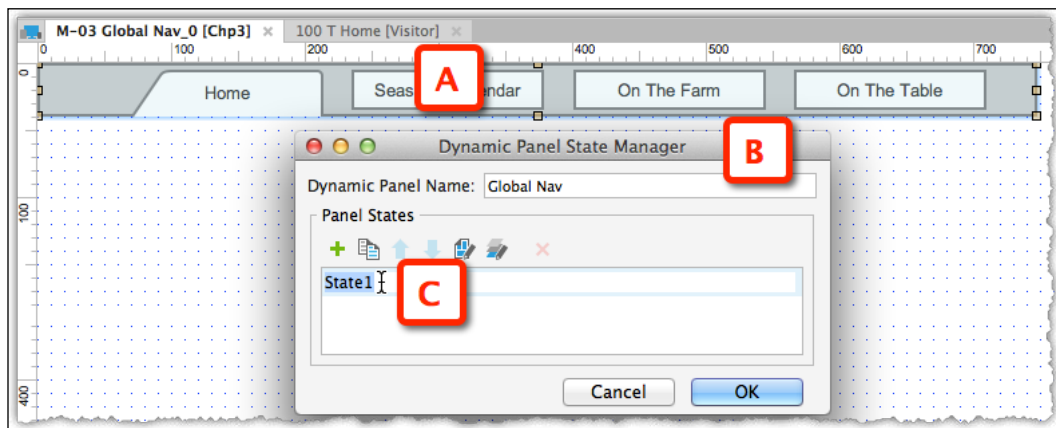 M-03 Global Nav_0 [Chp3] × 100 T Home [Visitor] ×
0 100 200 400 500 600 700
0
Home
Seas
ndar
On The Farm
On The Table
A
Dynamic Panel State Manager
B
Dynamic Panel Name: Global Nav
100
Panel States
State1
C
Cancel OK
400